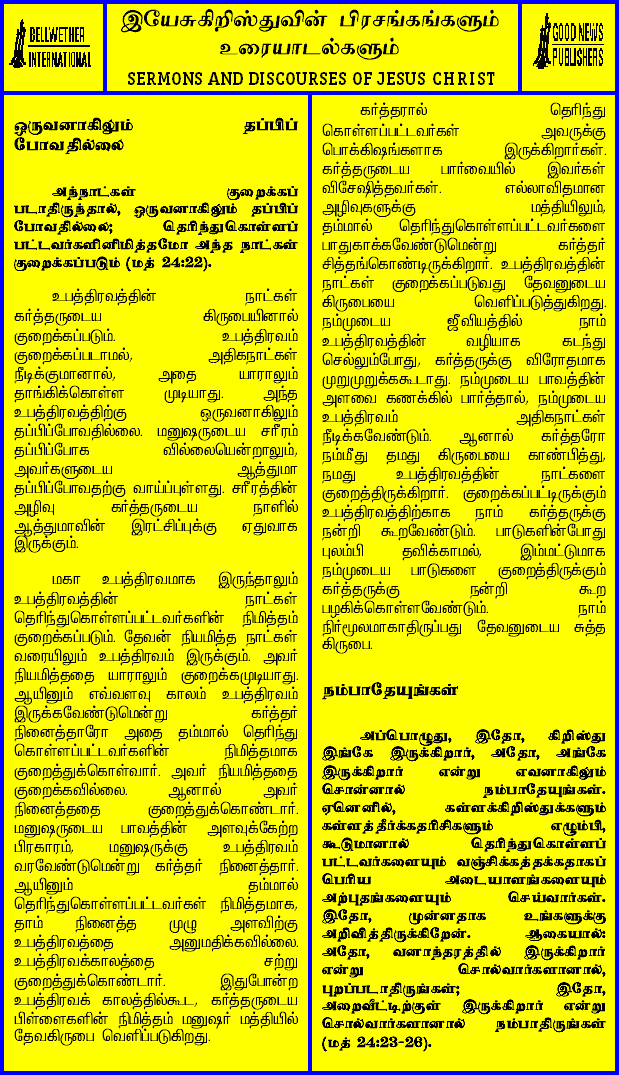 BELLWETHER
INTERNATIONAL
இயேசுகிறிஸ்துவின் பிரசங்கங்களும்
உரையாடல்களும்
SERMONS AND DISCOURSES OF JESUS CHRIST
GOOD NEWS
PUBLISHERS
ஒருவனாகிலும் தப்பிப்
போவதில்லை
அந்நாட்கள் குறைக்கப்
படாதிருந்தால், ஒருவனாகிலும் தப்பிப்
போவதில்லை; தெரிந்துகொள்ளப்
பட்டவர்களினிமித்தமோ அந்த நாட்கள்
குறைக்கப்படும் (மத் 24:22).
உபத்திரவத்தின் நாட்கள்
கர்த்தருடைய கிருபையினால்
குறைக்கப்படும். உபத்திரவம்
குறைக்கப்படாமல், அதிகநாட்கள்
நீடிக்குமானால், அதை யாராலும்
தாங்கிக்கொள்ள முடியாது. அந்த
உபத்திரவத்திற்கு ஒருவனாகிலும்
தப்பிப்போவதில்லை. மனுஷருடைய சரீரம்
தப்பிப்போக வில்லையென்றாலும்,
அவர்களுடைய ஆத்துமா
தப்பிப்போவதற்கு வாய்ப்புள்ளது. சரீரத்தின்
அழிவு கர்த்தருடைய நாளில்
ஆத்துமாவின் இரட்சிப்புக்கு ஏதுவாக
இருக்கும்.
மகா உபத்திரவமாக இருந்தாலும்
உபத்திரவத்தின் நாட்கள்
தெரிந்துகொள்ளப்பட்டவர்களின் நிமித்தம்
குறைக்கப்படும். தேவன் நியமித்த நாட்கள்
வரையிலும் உபத்திரவம் இருக்கும். அவர்
நியமித்ததை யாராலும் குறைக்கமுடியாது.
ஆயினும் எவ்வளவு காலம் உபத்திரவம்
இருக்கவேண்டுமென்று கர்த்தர்
நினைத்தாரோ அதை தம்மால் தெரிந்து
கொள்ளப்பட்டவர்களின் நிமித்தமாக
குறைத்துக்கொள்வார். அவர் நியமித்ததை
குறைக்கவில்லை. ஆனால் அவர்
நினைத்ததை குறைத்துக்கொண்டார்.
மனுஷருடைய பாவத்தின் அளவுக்கேற்ற
பிரகாரம், மனுஷருக்கு உபத்திரவம்
வரவேண்டுமென்று கர்த்தர் நினைத்தார்.
ஆயினும் தம்மால்
தெரிந்துகொள்ளப்பட்டவர்கள் நிமித்தமாக,
தாம் நினைத்த முழு அளவிற்கு
உபத்திரவத்தை அனுமதிக்கவில்லை.
உபத்திரவக்காலத்தை சற்று
குறைத்துக்கொண்டார். இதுபோன்ற
உபத்திரவக் காலத்தில்கூட, கர்த்தருடைய
பிள்ளைகளின் நிமித்தம் மனுஷர் மத்தியில்
தேவகிருபை வெளிப்படுகிறது.
கர்த்தரால் தெரிந்து
கொள்ளப்பட்டவர்கள் அவருக்கு
பொக்கிஷங்களாக இருக்கிறார்கள்.
கர்த்தருடைய பார்வையில் இவர்கள்
விசேஷித்தவர்கள். எல்லாவிதமான
அழிவுகளுக்கு மத்தியிலும்,
தம்மால் தெரிந்துகொள்ளப்பட்டவர்களை
பாதுகாக்கவேண்டுமென்று கர்த்தர்
சித்தங்கொண்டிருக்கிறார். உபத்திரவத்தின்
நாட்கள் குறைக்கப்படுவது தேவனுடைய
கிருபையை வெளிப்படுத்துகிறது.
நம்முடைய ஜீவியத்தில் நாம்
உபத்திரவத்தின் வழியாக கடந்து
செல்லும்போது, கர்த்தருக்கு விரோதமாக
முறுமுறுக்ககூடாது. நம்முடைய பாவத்தின்
அளவை கணக்கில் பார்த்தால், நம்முடைய
உபத்திரவம் அதிகநாட்கள்
நீடிக்கவேண்டும். ஆனால் கர்த்தரோ
நம்மீது தமது கிருபையை காண்பித்து,
நமது உபத்திரவத்தின் நாட்களை
குறைத்திருக்கிறார். குறைக்கப்பட்டிருக்கும்
உபத்திரவத்திற்காக நாம் கர்த்தருக்கு
நன்றி கூறவேண்டும். பாடுகளின்போது
புலம்பி தவிக்காமல், இம்மட்டுமாக
நம்முடைய பாடுகளை குறைத்திருக்கும்
கர்த்தருக்கு நன்றி கூற
பழகிக்கொள்ளவேண்டும். நாம்
நிர்மூலமாகாதிருப்பது தேவனுடைய சுத்த
கிருபை.
நம்பாதேயுங்கள்
அப்பொழுது, இதோ, கிறிஸ்து
இங்கே இருக்கிறார், அதோ, அங்கே
இருக்கிறார் என்று எவனாகிலும்
சொன்னால் நம்பாதேயுங்கள்.
ஏனெனில், கள்ளக்கிறிஸ்துக்களும்
கள்ளத்தீர்க்கதரிசிகளும் எழும்பி,
கூடுமானால் தெரிந்துகொள்ளப்
பட்டவர்களையும் வஞ்சிக்கத்தக்கதாகப்
பெரிய அடையாளங்களையும்
அற்புதங்களையும் செய்வார்கள்.
இதோ, முன்னதாக உங்களுக்கு
அறிவித்திருக்கிறேன். ஆகையால்:
அதோ, வனாந்தரத்தில் இருக்கிறார்
என்று சொல்வார்களானால்,
புறப்படாதிருங்கள்; இதோ,
அறைவீட்டிற்குள் இருக்கிறார் என்று
சொல்வார்களானால் நம்பாதிருங்கள்
(மத் 24:23-26).